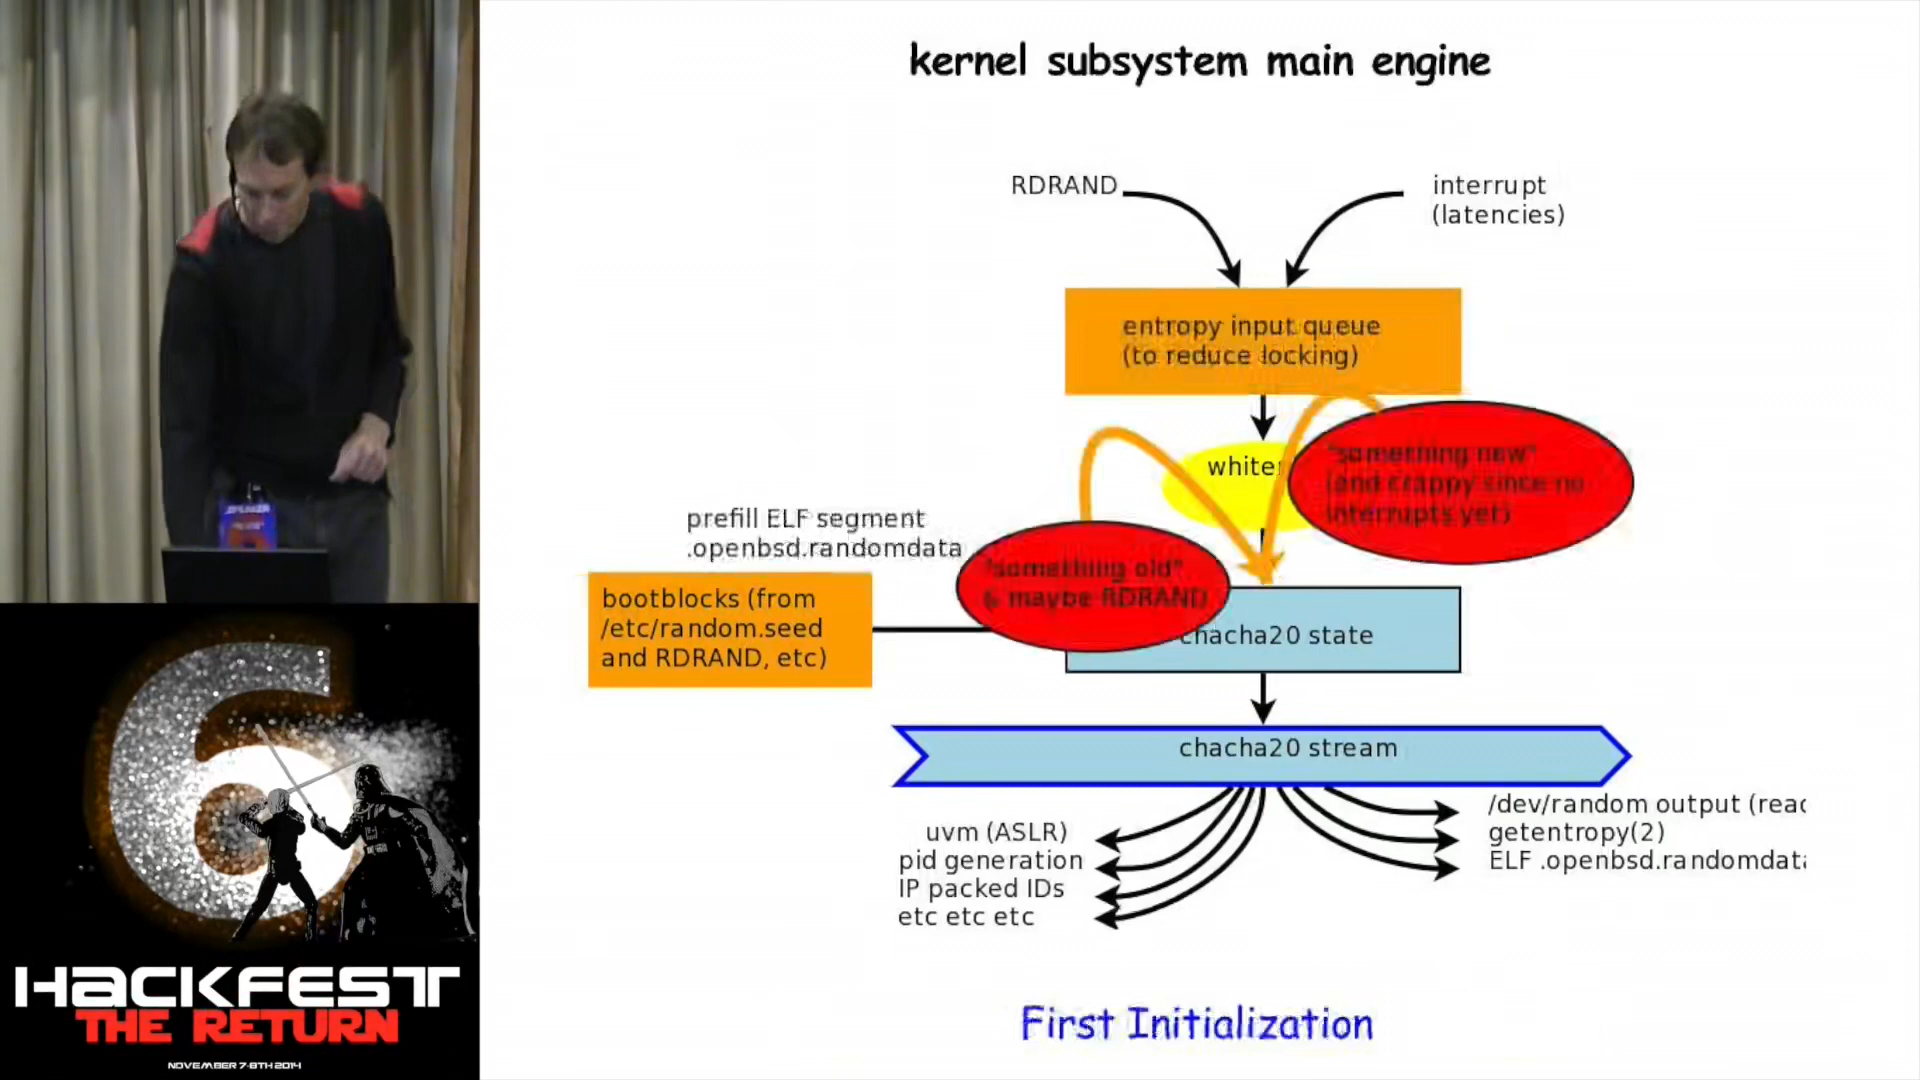 kernel subsystem main engine
RDRAND
interrupt
(latencies)
entropy input queue
(to reduce locking)
white
"something new"
(and crappy since no
interrupts yet)
prefill ELF segment
.openbsd.randomdata
"something old"
(& maybe RDRAND)
bootblocks (from
/etc/random.seed
and RDRAND, etc)
chacha20 state
chacha20 stream
uvm (ASLR)
pid generation
IP packed IDs
etc etc etc
/dev/random output (read
getentropy(2)
ELF .openbsd.randomdata
First Initialization
6
HACKFEST
THE RETURN
NOVEMBER 7-8TH 2014